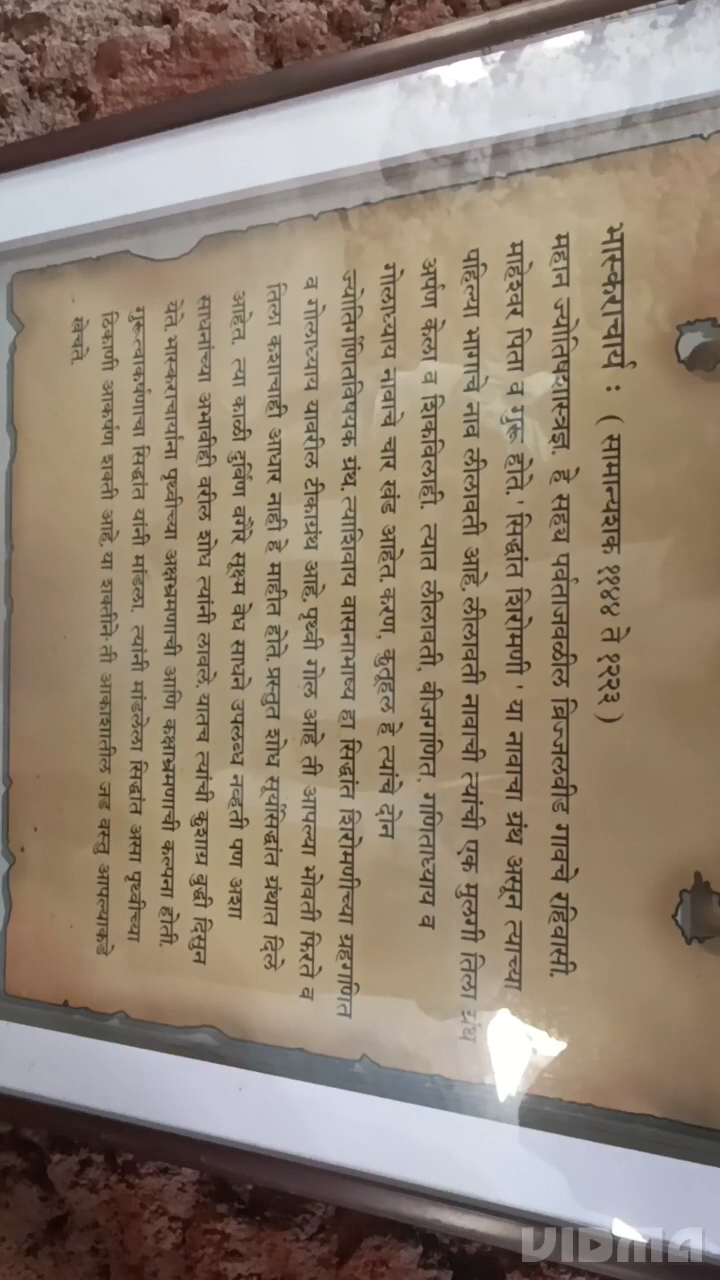 भास्कराचार्य : ( सामान्यशक ११४४ ते १२२३ )
महान ज्योतिषशास्त्रज्ञ. हे सह्य पर्वताजवळील विज्जलवीड गावचे रहिवासी.
माहेश्वर पिता व गुरू होते.' सिद्धांत शिरोमणी ' या नावाचा ग्रंथ असून त्याच्या
पहिल्या भागाचे नाव लीलावती आहे. लीलावती नावाची त्यांची एक मुलगी तिला ग्रंथ
अर्पण केला व शिकविलाही. त्यात लीलावती, बीजगणित, गणिताध्याय व
गोलाध्याय नावाचे चार खंड आहेत. करण, कुतूहल हे त्यांचे दोन
ज्योतिर्गणितविषयक ग्रंथ. त्याशिवाय वासनाभाष्य हा सिद्धांत शिरोमणीच्या ग्रहगणित
व गोलाध्याय यावरील टीकाग्रंथ आहे. पृथ्वी गोल आहे ती आपल्या भोवती फिरते व
तिला कशाचाही आधार नाही हे माहीत होते. प्रस्तुत शोध सूर्यसिद्धांत ग्रंथात दिले
आहेत. त्या काळी दुर्बिण वगैरे सूक्ष्म वेध साधने उपलब्ध नव्हती पण अशा
साधनांच्या अभावीही वरील शोध त्यांनी लावले. यातच त्यांची कुशाग्र बुद्धी दिसुन
येते. भास्कराचार्यांना पृथ्वीच्या अक्षभ्रमणाची आणि कक्षाभ्रमणाची कल्पना होती.
गुरूत्वाकर्षणाचा सिद्धांत यांनी मांडला. त्यांनी मांडलेला सिद्धांत असा पृथ्वीच्या
ठिकाणी आकर्षण शक्ती आहे. या शक्तीने ती आकाशातील जड वस्तु आपल्याकडे
खेचते.
VIDMA